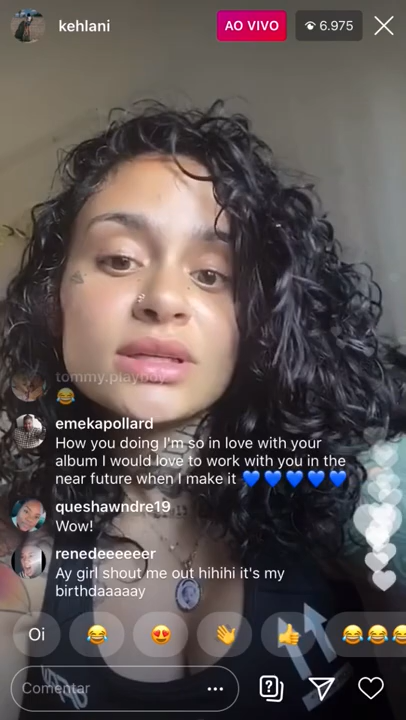 kehlani
AO VIVO
6.975
tommy.playboy
😂
emekapollard
How you doing I'm so in love with your
album I would love to work with you in the
near future when I make it 💙💙💙💙💙
queshawndre19
Wow!
renedeeeeeer
Ay girl shout me out hihihi it's my
birthdaaaaay
Oi 😂 😍 👋 👍 😂😂😂
Comentar